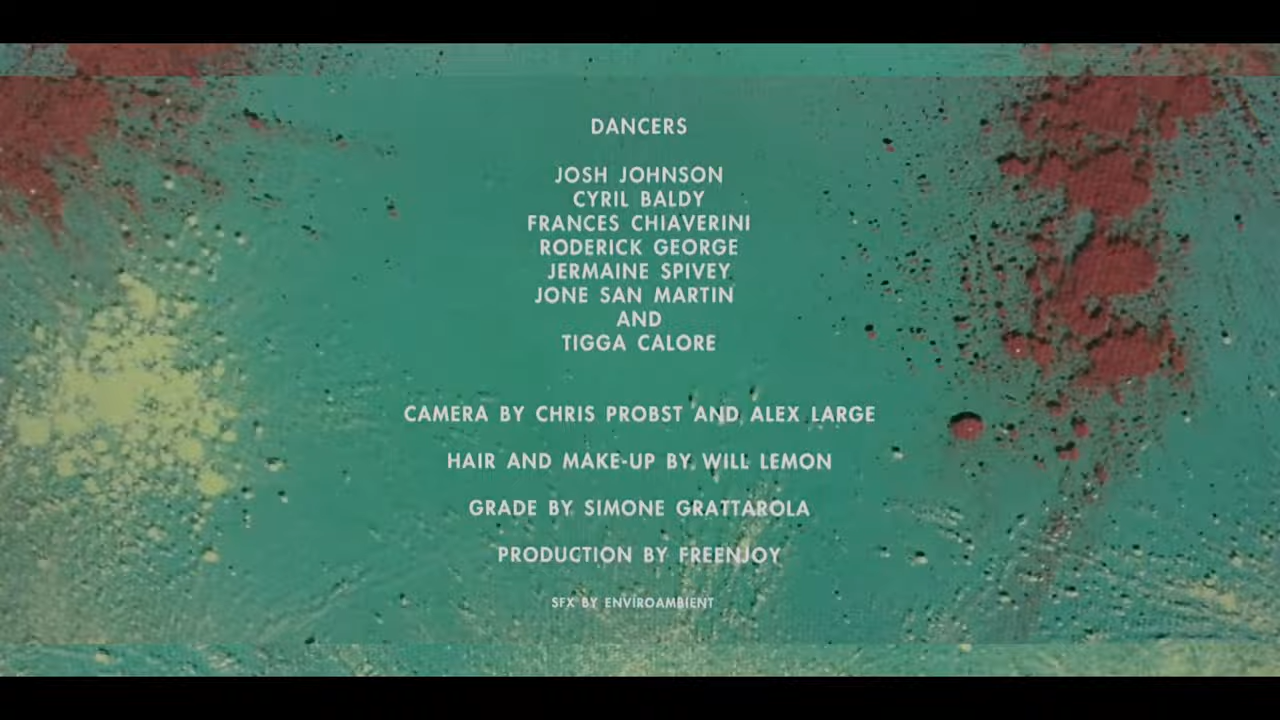 DANCERS
JOSH JOHNSON
CYRIL BALDY
FRANCES CHIAVERINI
RODERICK GEORGE
JERMAINE SPIVEY
JONE SAN MARTIN
AND
TIGGA CALORE
CAMERA BY CHRIS PROBST AND ALEX LARGE
HAIR AND MAKE-UP BY WILL LEMON
GRADE BY SIMONE GRATTAROLA
PRODUCTION BY FREENJOY
SFX BY ENVIROAMBIENT